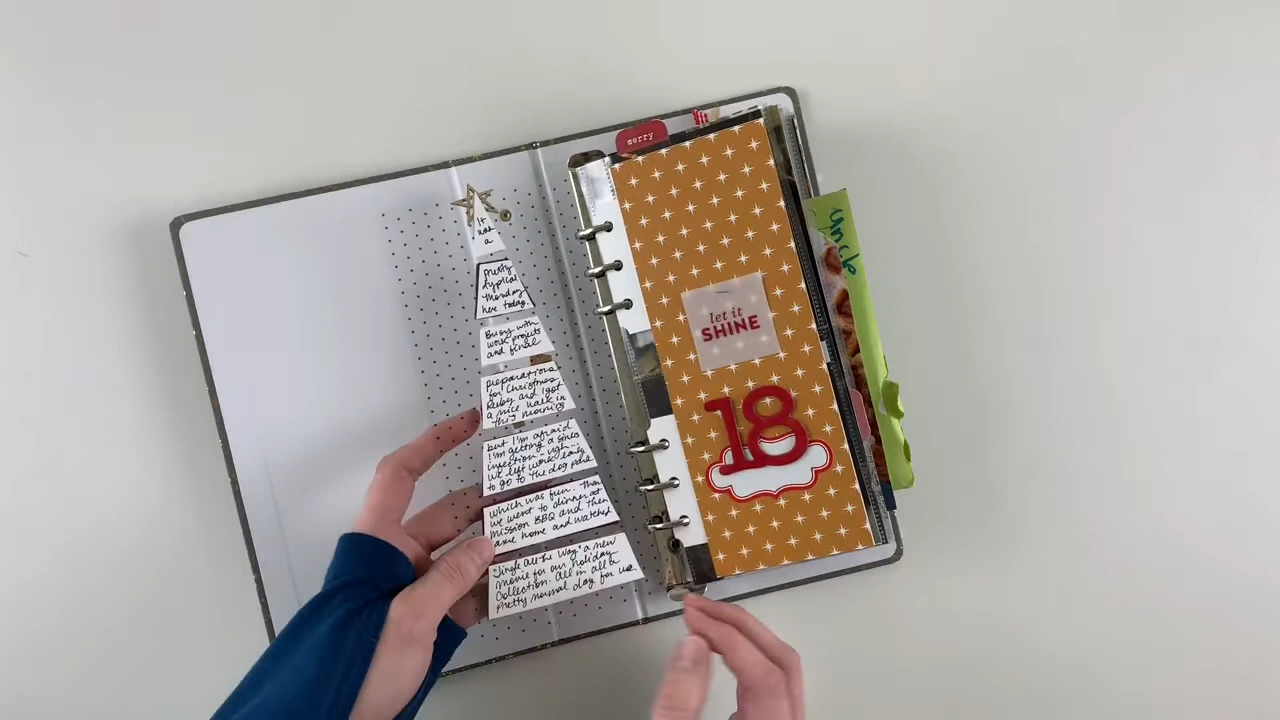 It
was
a
pretty
typical
Monday
here today.
Busy with
work projects
and final
preparations
for Christmas
Ruby and I got
a nice walk in
this morning
but I'm afraid
I'm getting a sinus
infection - ugh -
we left work early
to go to the dog park
which was fun. Then
we went to dinner at
Mission BBQ and then
came home and watched
"Jingle All the Way" a new
movie for our holiday
collection. All in all a
pretty normal day for us.
merry
let it
SHINE
18
uncle